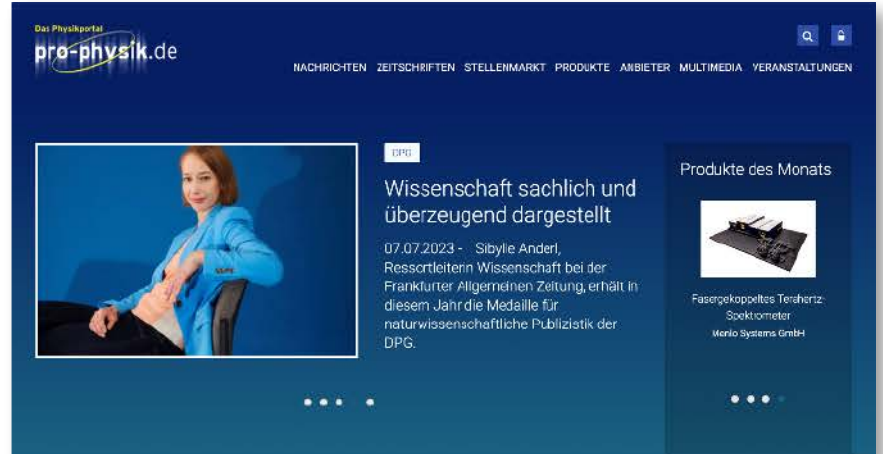 Das Physikportal
pro-physik.de
NACHRICHTEN ZEITSCHRIFTEN STELLENMARKT PRODUKTE ANBIETER MULTIMEDIA VERANSTALTUNGEN
DPG
Wissenschaft sachlich und
überzeugend dargestellt
07.07.2023 - Sibylle Anderl,
Ressortleiterin Wissenschaft bei der
Frankfurter Allgemeinen Zeitung, erhält in
diesem Jahr die Medaille für
naturwissenschaftliche Publizistik der
DPG.
Produkte des Monats
Fasergekoppeltes Terahertz-
Spektrometer
Menlo Systems GmbH